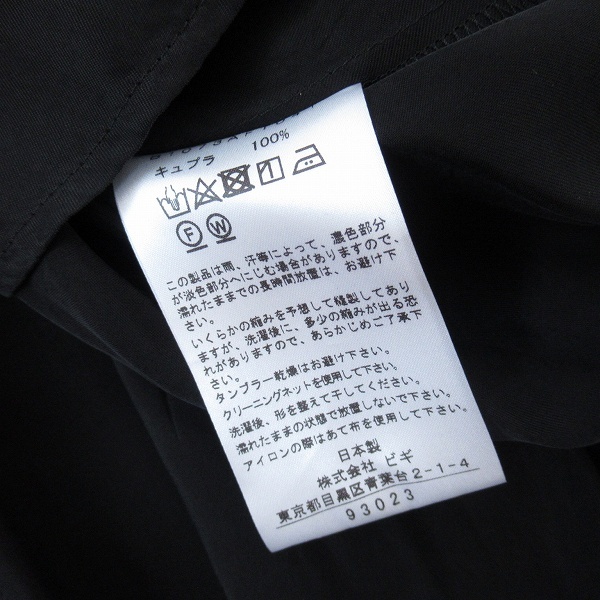 キュプラ 100%
F W
この製品は雨、汗等によって、濃色部分
が淡色部分へにじむ場合がありますので、
濡れたままでの長時間放置は、お避け下
さい。
いくらかの縮みを予想して縫製してあり
ますが、洗濯後に、多少の縮みが出る恐
れがありますので、あらかじめご了承下
さい。
タンブラー乾燥はお避け下さい。
クリーニングネットを使用して下さい。
洗濯後、形を整えて干してください。
濡れたままの状態で放置しないで下さい。
アイロンの際はあて布を使用して下さい。
日本製
株式会社 ビギ
東京都目黒区青葉台2-1-4
93023